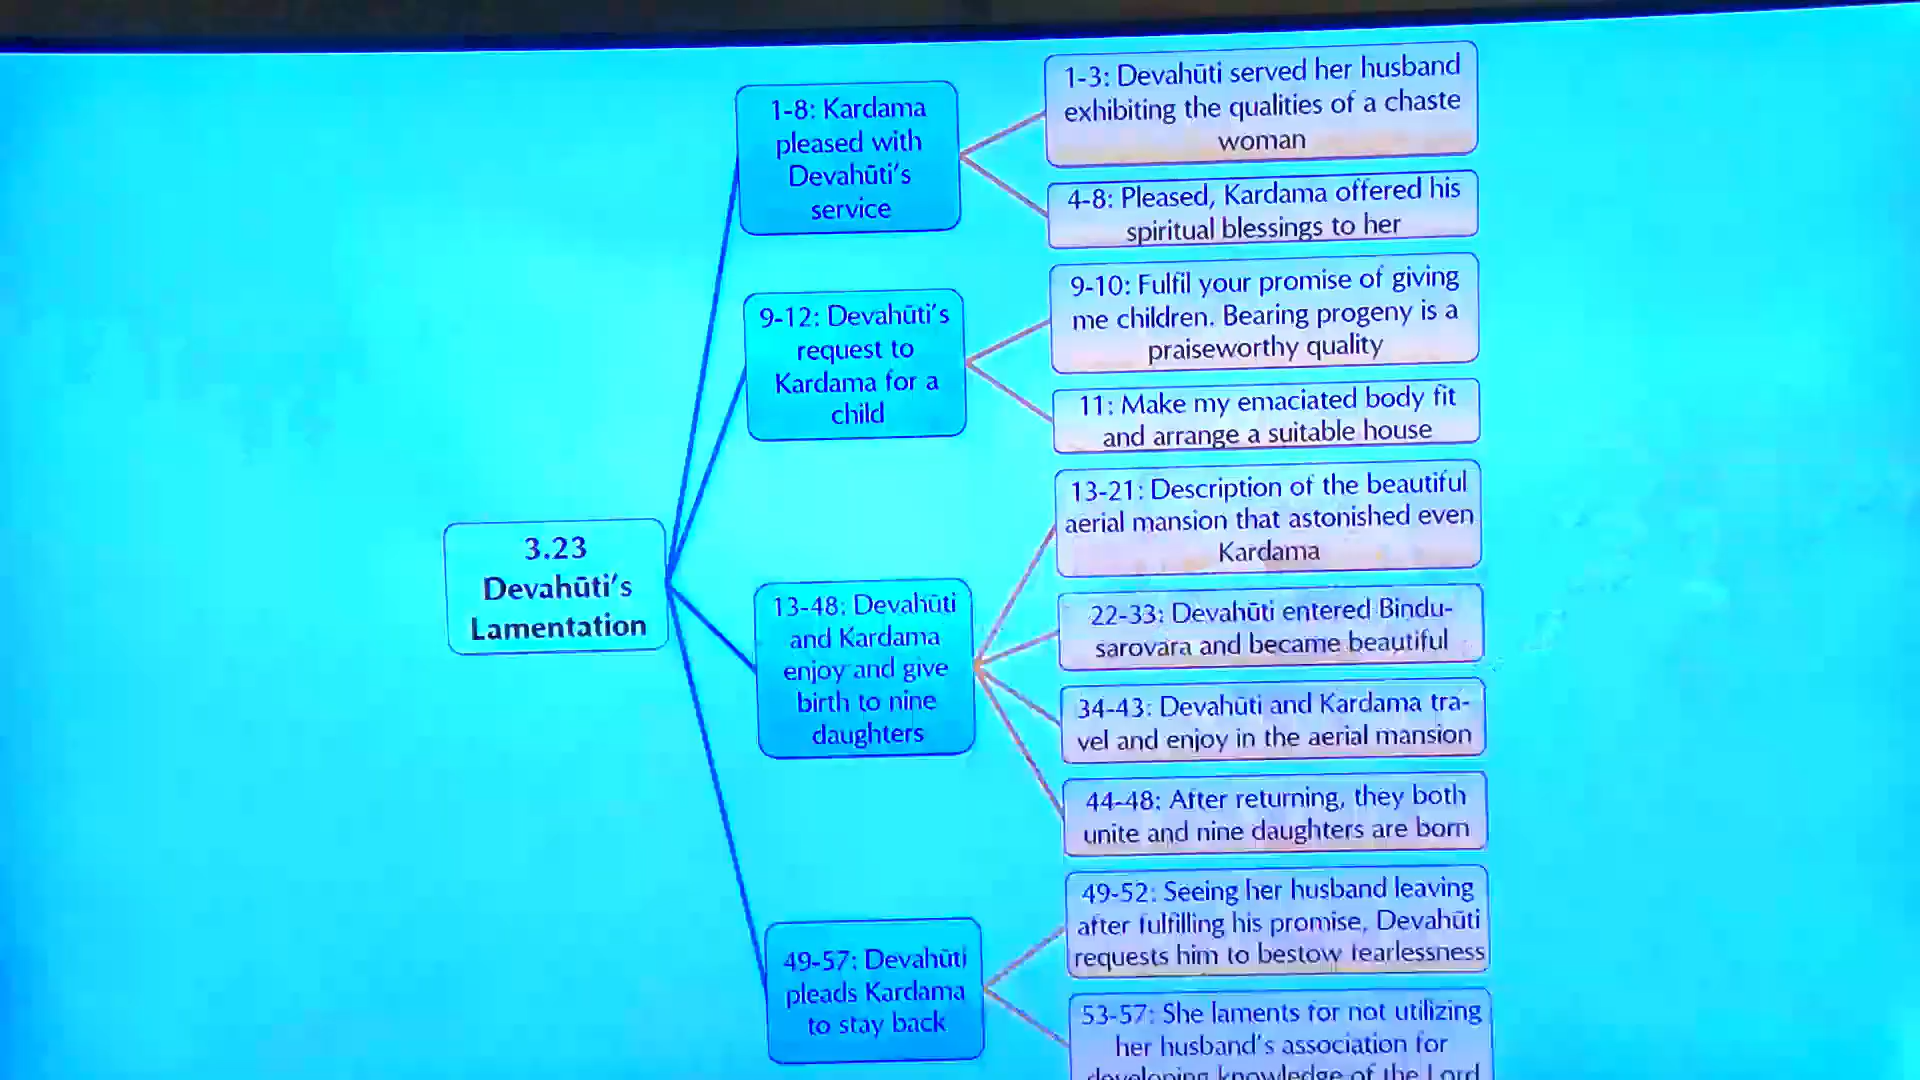 3.23
Devahūti's
Lamentation
1-8: Kardama
pleased with
Devahūti's
service
1-3: Devahūti served her husband
exhibiting the qualities of a chaste
woman
4-8: Pleased, Kardama offered his
spiritual blessings to her
9-12: Devahūti's
request to
Kardama for a
child
9-10: Fulfil your promise of giving
me children. Bearing progeny is a
praiseworthy quality
11: Make my emaciated body fit
and arrange a suitable house
13-48: Devahūti
and Kardama
enjoy and give
birth to nine
daughters
13-21: Description of the beautiful
aerial mansion that astonished even
Kardama
22-33: Devahūti entered Bindu-
sarovara and became beautiful
34-43: Devahūti and Kardama tra-
vel and enjoy in the aerial mansion
44-48: After returning, they both
unite and nine daughters are born
49-57: Devahūti
pleads Kardama
to stay back
49-52: Seeing her husband leaving
after fulfilling his promise, Devahūti
requests him to bestow fearlessness
53-57: She laments for not utilizing
her husband's association for
developing knowledge of the Lord